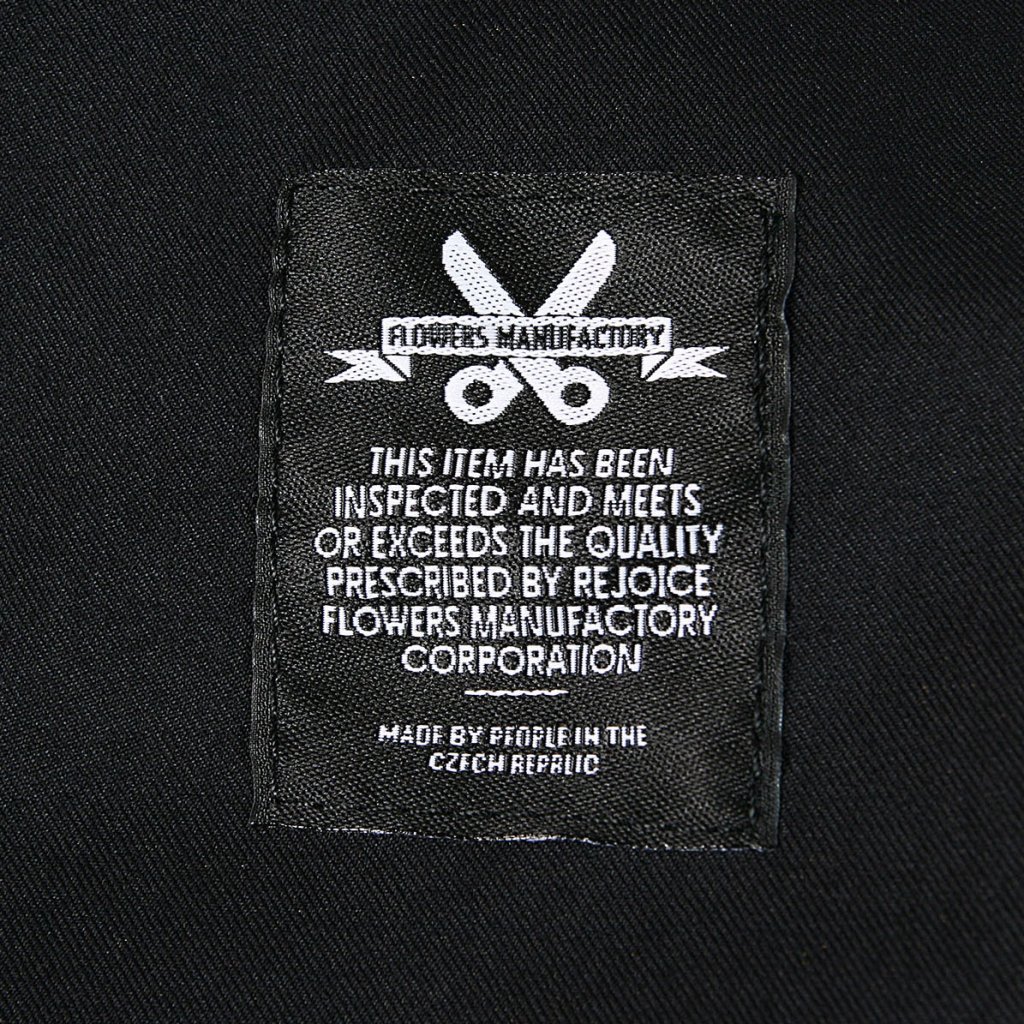 FLOWERS MANUFACTORY
THIS ITEM HAS BEEN
INSPECTED AND MEETS
OR EXCEEDS THE QUALITY
PRESCRIBED BY REJOICE
FLOWERS MANUFACTORY
CORPORATION
MADE BY PEOPLE IN THE
CZECH REPRLIC